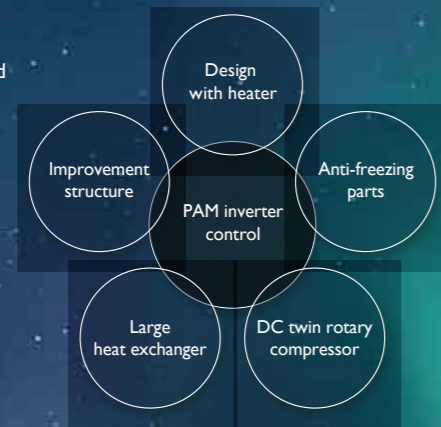 d
Design
with heater
Improvement
structure
Anti-freezing
parts
PAM inverter
control
Large
heat exchanger
DC twin rotary
compressor